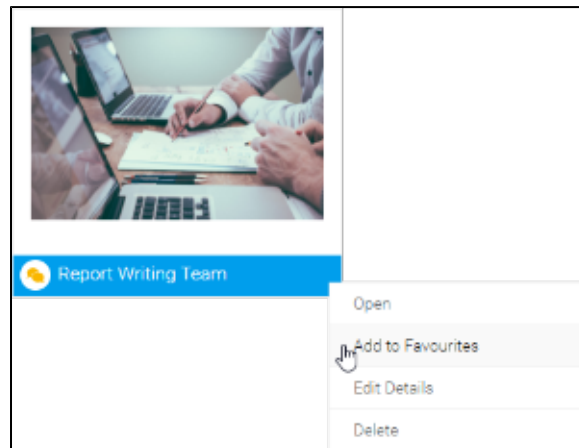 Report Writing Team
Open
Add to Favourites
Edit Details
Delete